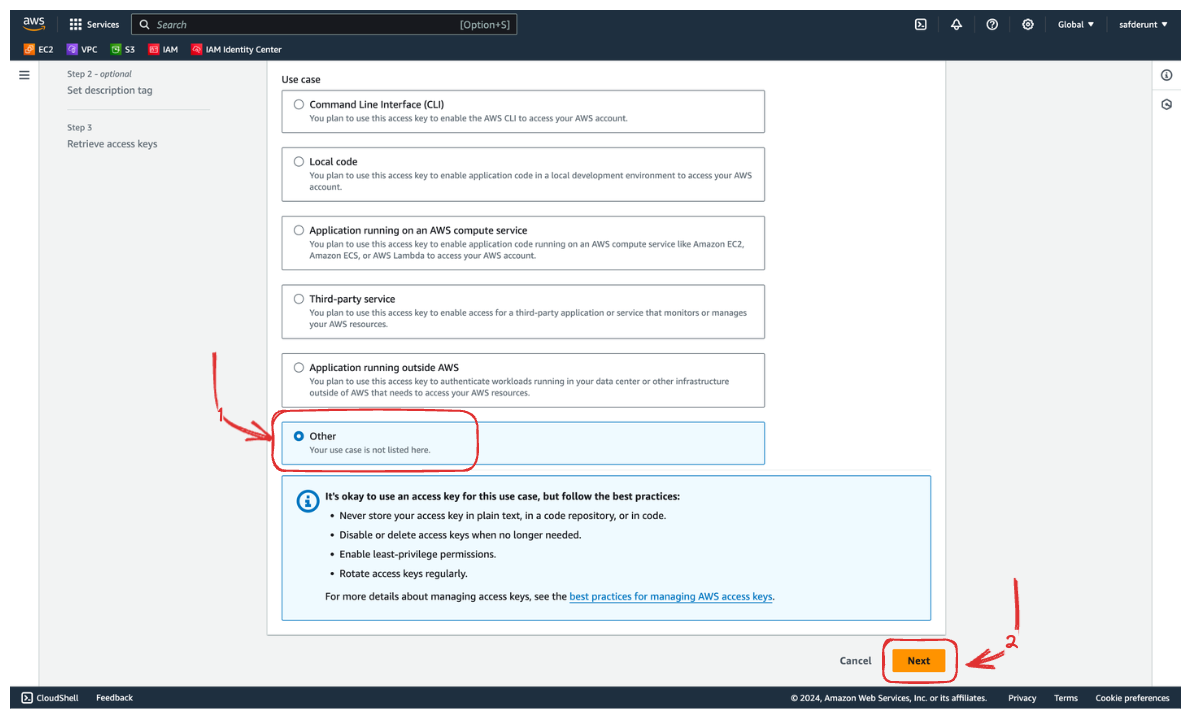 aws
Services
Search
[Option+S]
Global
safderunt
EC2
VPC
S3
IAM
IAM Identity Center
Step 2 - optional
Set description tag
Step 3
Retrieve access keys
Use case
Command Line Interface (CLI)
You plan to use this access key to enable the AWS CLI to access your AWS account.
Local code
You plan to use this access key to enable application code in a local development environment to access your AWS
account.
Application running on an AWS compute service
You plan to use this access key to enable application code running on an AWS compute service like Amazon EC2,
Amazon ECS, or AWS Lambda to access your AWS account.
Third-party service
You plan to use this access key to enable access for a third-party application or service that monitors or manages
your AWS resources.
Application running outside AWS
You plan to use this access key to authenticate workloads running in your data center or other infrastructure
outside of AWS that needs to access your AWS resources.
1
Other
Your use case is not listed here.
It's okay to use an access key for this use case, but follow the best practices:
• Never store your access key in plain text, in a code repository, or in code.
• Disable or delete access keys when no longer needed.
• Enable least-privilege permissions.
• Rotate access keys regularly.
For more details about managing access keys, see the best practices for managing AWS access keys.
2
Cancel
Next
CloudShell
Feedback
© 2024, Amazon Web Services, Inc. or its affiliates.
Privacy
Terms
Cookie preferences